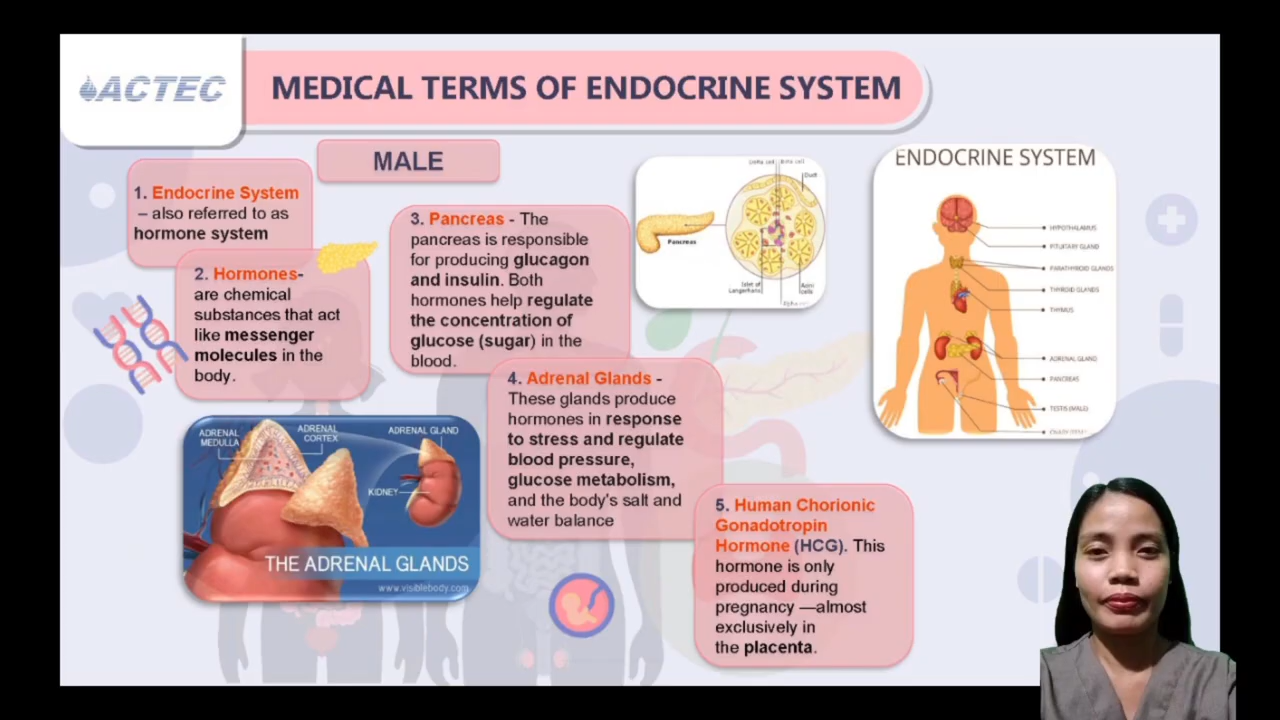 ACTEC
MEDICAL TERMS OF ENDOCRINE SYSTEM
MALE
1. Endocrine System
– also referred to as
hormone system
2. Hormones-
are chemical
substances that act
like messenger
molecules in the
body.
3. Pancreas - The
pancreas is responsible
for producing glucagon
and insulin. Both
hormones help regulate
the concentration of
glucose (sugar) in the
blood.
4. Adrenal Glands -
These glands produce
hormones in response
to stress and regulate
blood pressure,
glucose metabolism,
and the body's salt and
water balance
5. Human Chorionic
Gonadotropin
Hormone (HCG). This
hormone is only
produced during
pregnancy —almost
exclusively in
the placenta.
Duct
Pancreas
Islet of
Langerhans
Acini
cells
ENDOCRINE SYSTEM
HYPOTHALAMUS
PITUITARY GLAND
PARATHYROID GLANDS
THYROID GLANDS
THYMUS
ADRENAL GLAND
PANCREAS
TESTIS (MALE)
ADRENAL
MEDULLA
ADRENAL
CORTEX
ADRENAL GLAND
KIDNEY
THE ADRENAL GLANDS
www.visiblebody.com